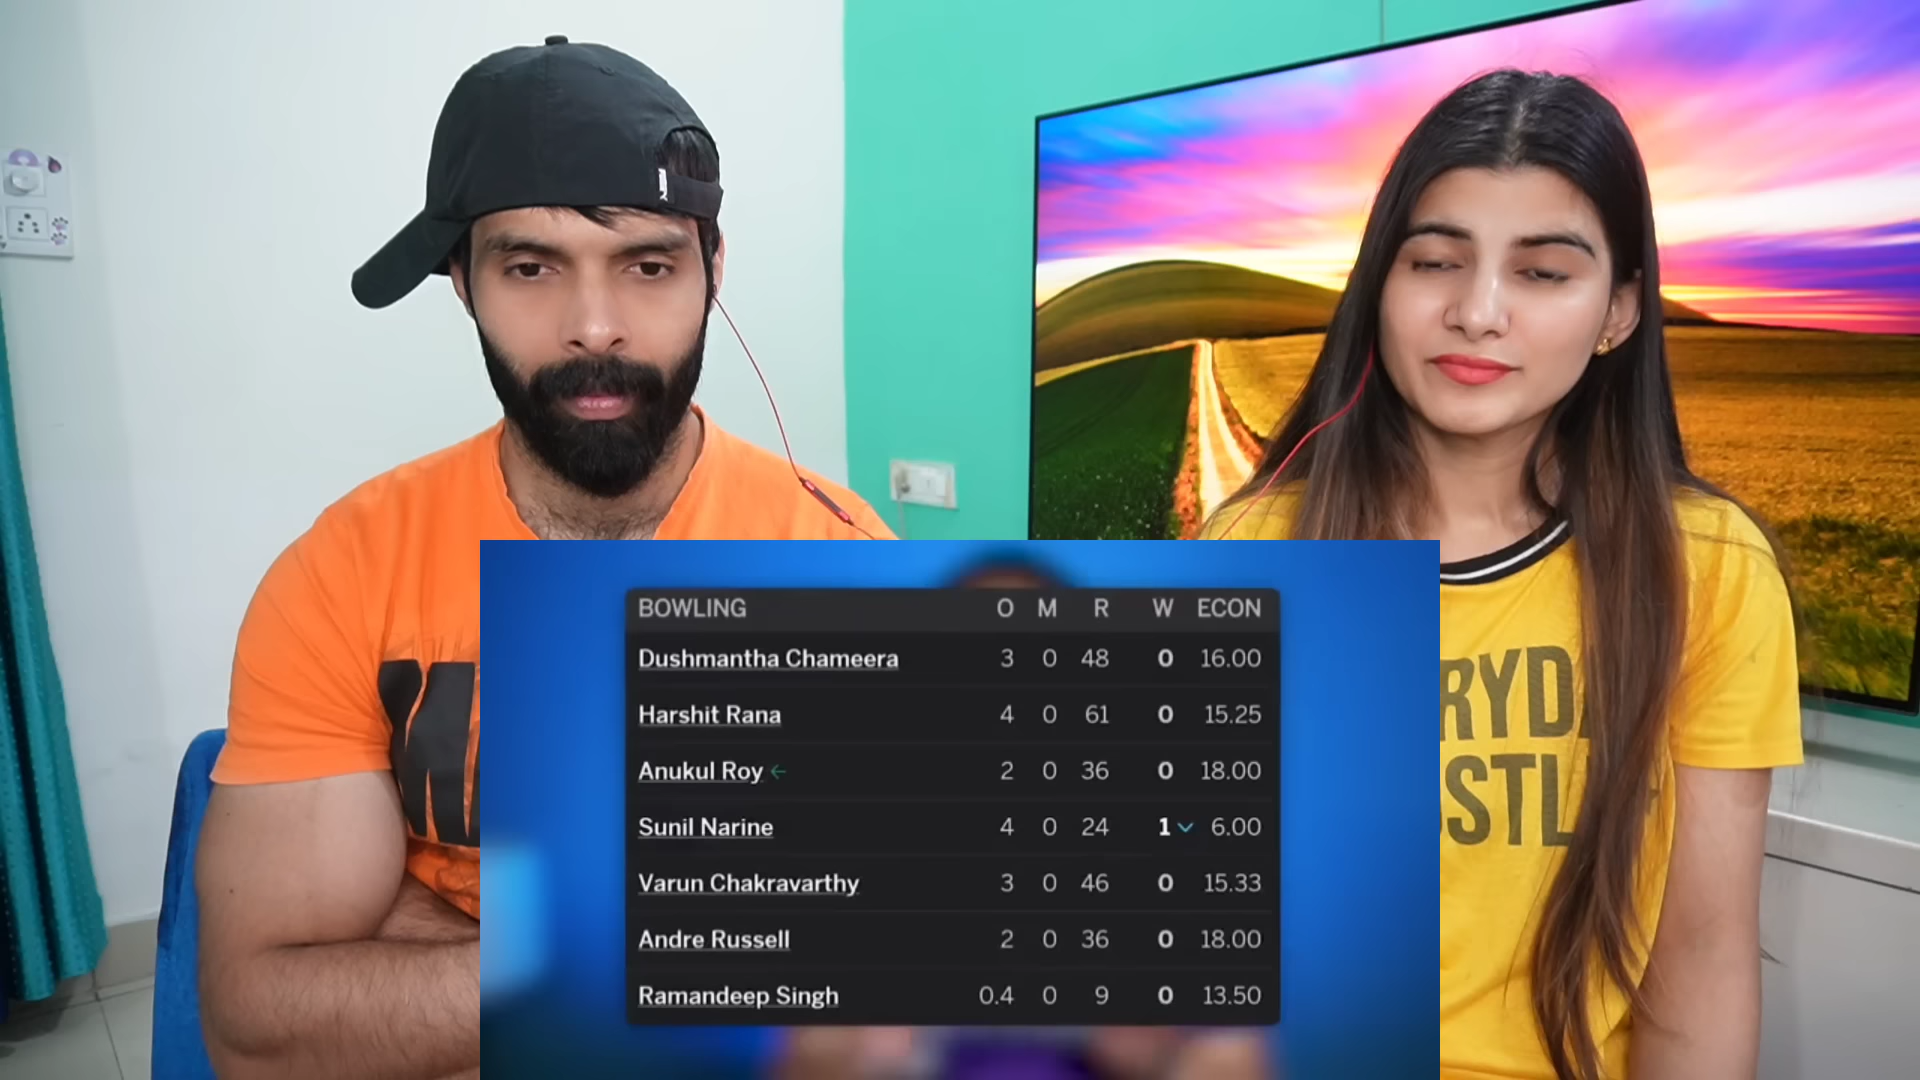 BOWLING O M R W ECON
Dushmantha Chameera 3 0 48 0 16.00
Harshit Rana 4 0 61 0 15.25
Anukul Roy 2 0 36 0 18.00
Sunil Narine 4 0 24 1 6.00
Varun Chakravarthy 3 0 46 0 15.33
Andre Russell 2 0 36 0 18.00
Ramandeep Singh 0.4 0 9 0 13.50